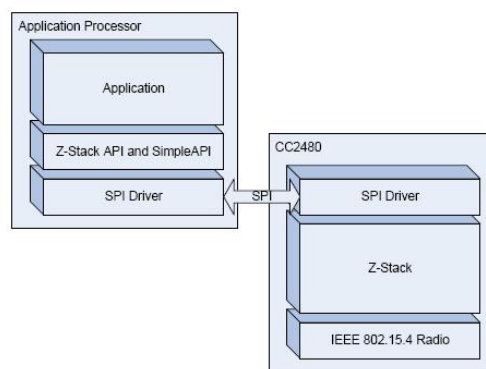 Application Processor
Application
Z-Stack API and SimpleAPI
SPI Driver
SPI
CC2480
SPI Driver
Z-Stack
IEEE 802.15.4 Radio